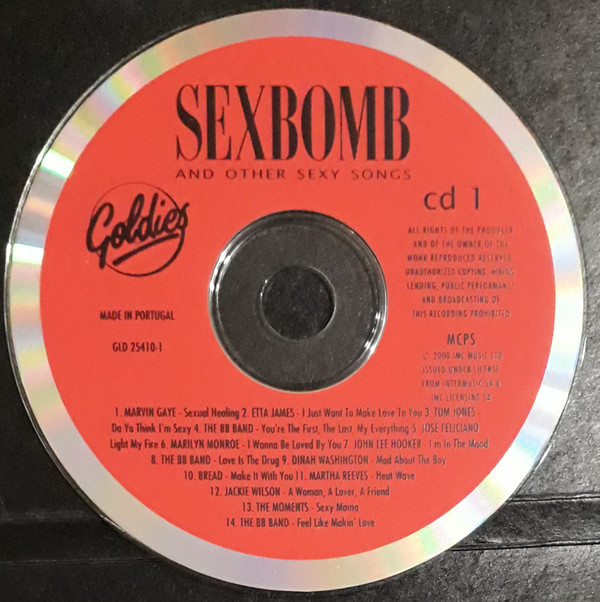 SEXBOMB
AND OTHER SEXY SONGS
cd 1
Goldies
ALL RIGHTS OF THE PRODUCER
AND OF THE OWNER OF THE
WORK REPRODUCED RESERVED.
UNAUTHORIZED COPYING, HIRING,
LENDING, PUBLIC PERFORMANCE
AND BROADCASTING OF
THIS RECORDING PROHIBITED.
MADE IN PORTUGAL
GLD 25410-1
MCPS
℗ 2000 IMC MUSIC LTD
ISSUED UNDER LICENSE
FROM INTERMUSIC S.A &
IMC LICENSING SA
1. MARVIN GAYE - Sexual Healing 2. ETTA JAMES - I Just Want To Make Love To You 3. TOM JONES -
Da Ya Think I'm Sexy 4. THE BB BAND - You're The First, The Last, My Everything 5. JOSE FELICIANO
Light My Fire 6. MARILYN MONROE - I Wanna Be Loved By You 7. JOHN LEE HOOKER - I'm In The Mood
8. THE BB BAND - Love Is The Drug 9. DINAH WASHINGTON - Mad About The Boy
10. BREAD - Make It With You 11. MARTHA REEVES - Heat Wave
12. JACKIE WILSON - A Woman, A Lover, A Friend
13. THE MOMENTS - Sexy Mama
14. THE BB BAND - Feel Like Makin' Love